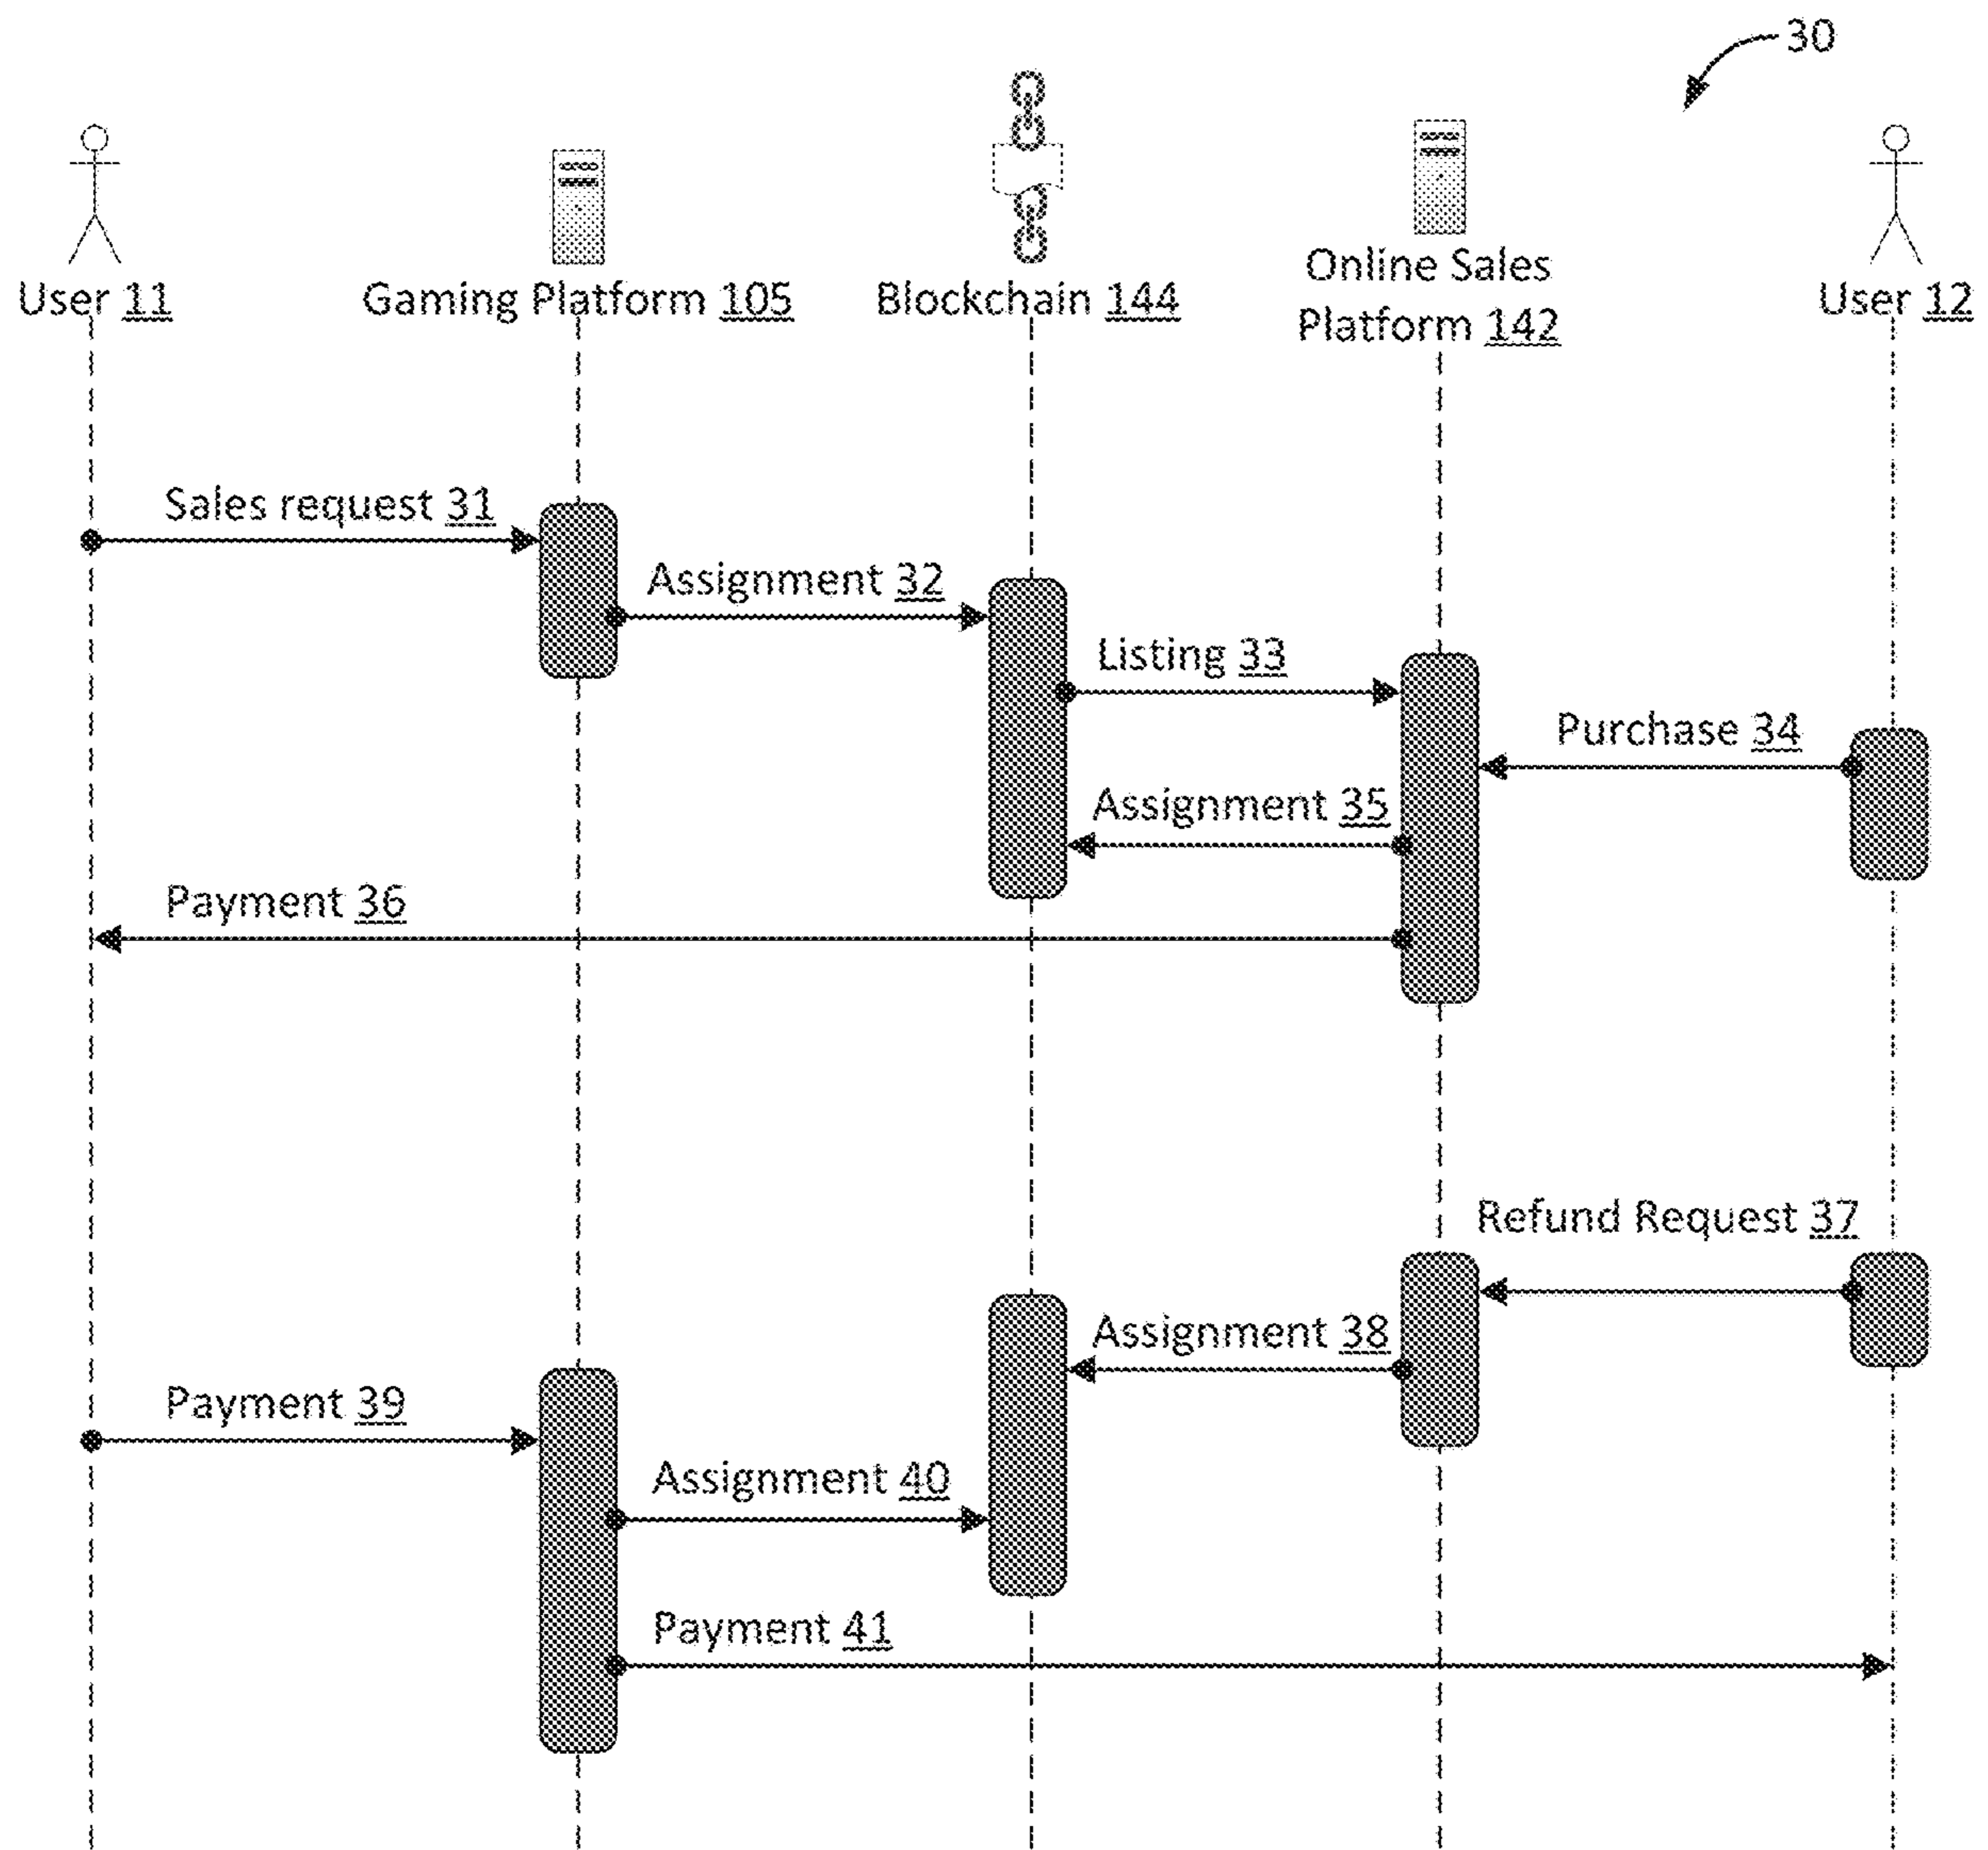 30
User 11
Gaming Platform 105
Blockchain 144
Online Sales
Platform 142
User 12
Sales request 31
Assignment 32
Listing 33
Purchase 34
Assignment 35
Payment 36
Refund Request 37
Assignment 38
Payment 39
Assignment 40
Payment 41